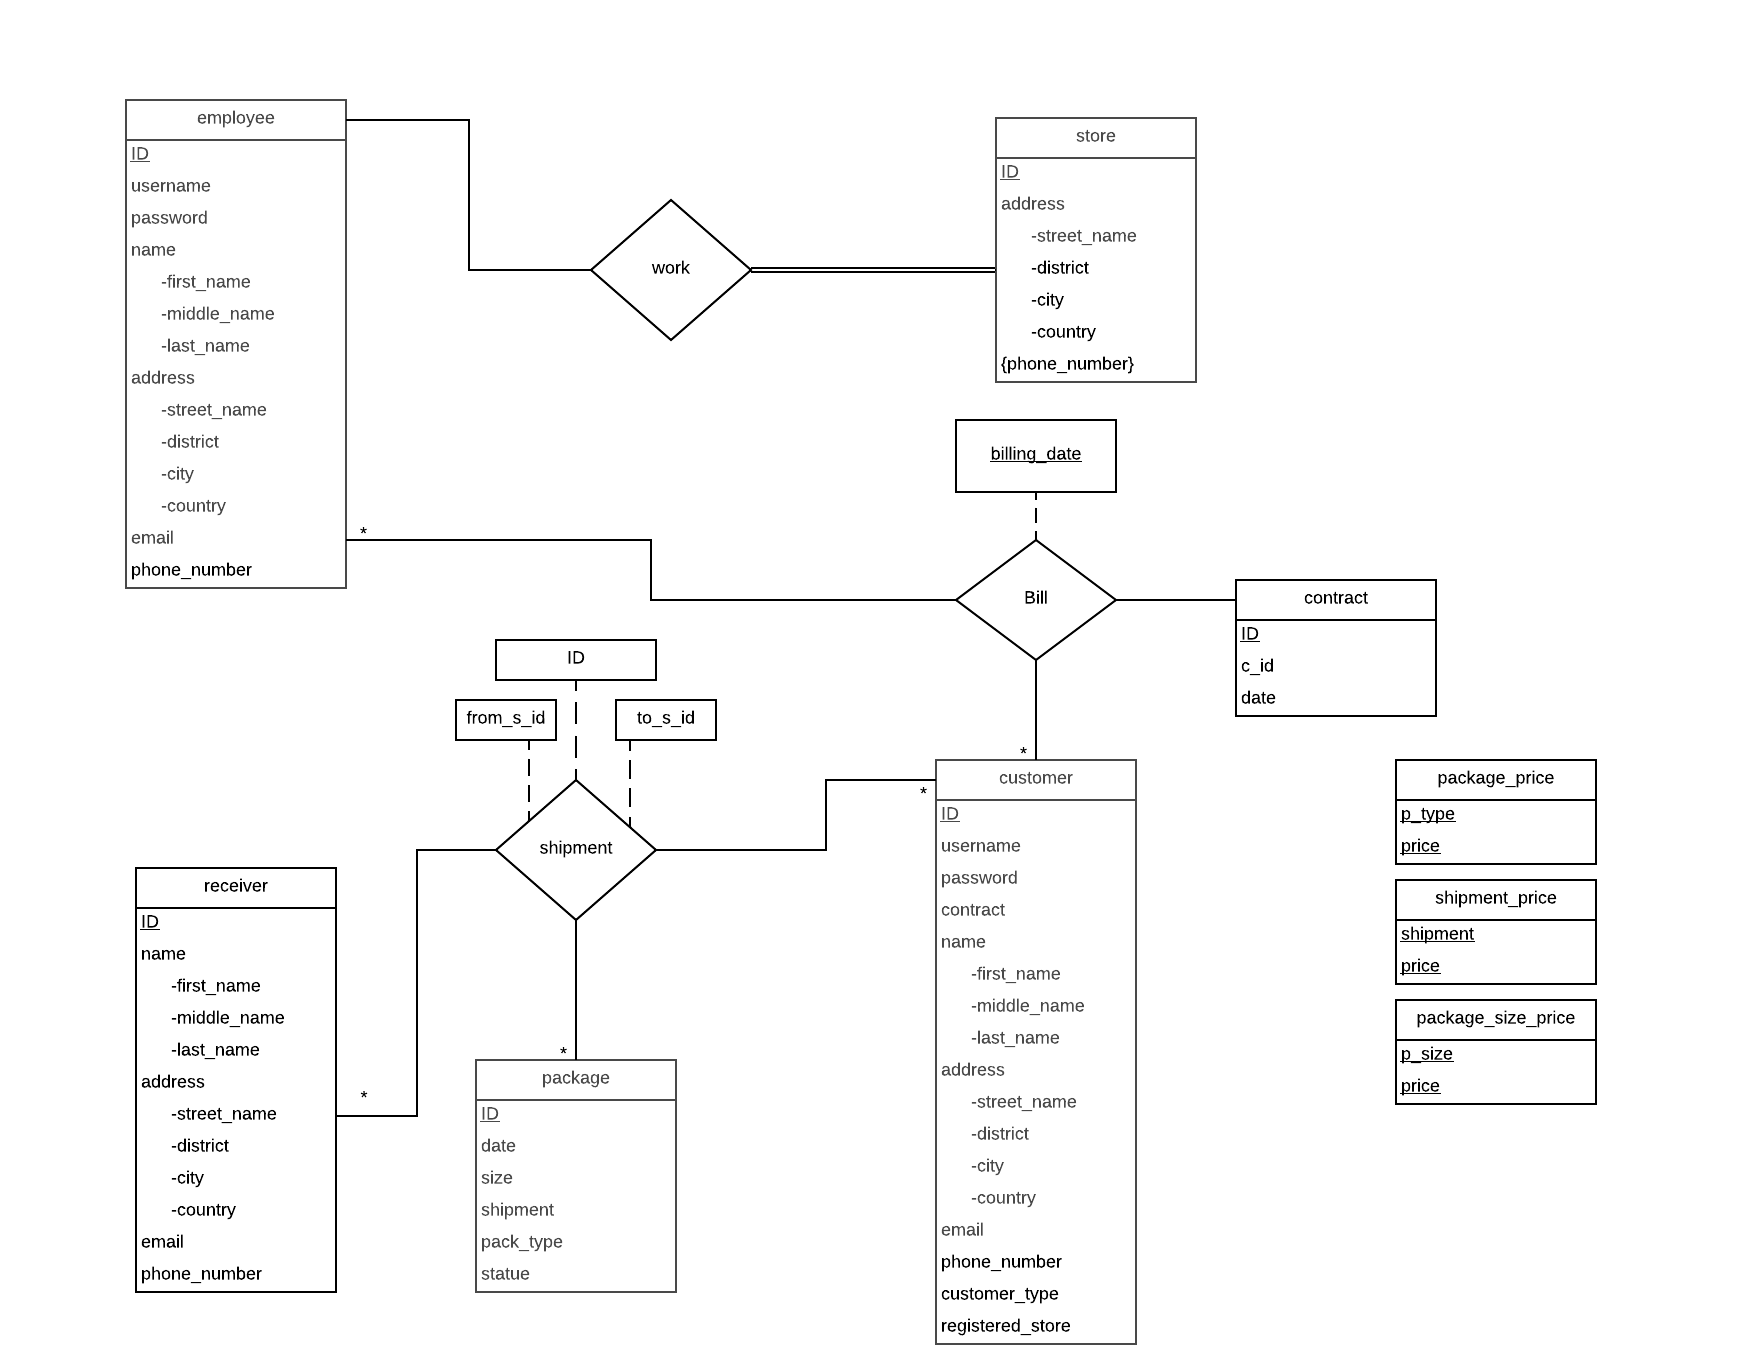 employee
ID
username
password
name
-first_name
-middle_name
-last_name
address
-street_name
-district
-city
-country
email
phone_number
work
store
ID
address
-street_name
-district
-city
-country
{phone_number}
billing_date
*
Bill
contract
ID
c_id
date
ID
from_s_id
to_s_id
shipment
*
*
customer
ID
username
password
contract
name
-first_name
-middle_name
-last_name
address
-street_name
-district
-city
-country
email
phone_number
customer_type
registered_store
receiver
ID
name
-first_name
-middle_name
-last_name
address
-street_name
-district
-city
-country
email
phone_number
*
*
package
ID
date
size
shipment
pack_type
statue
package_price
p_type
price
shipment_price
shipment
price
package_size_price
p_size
price